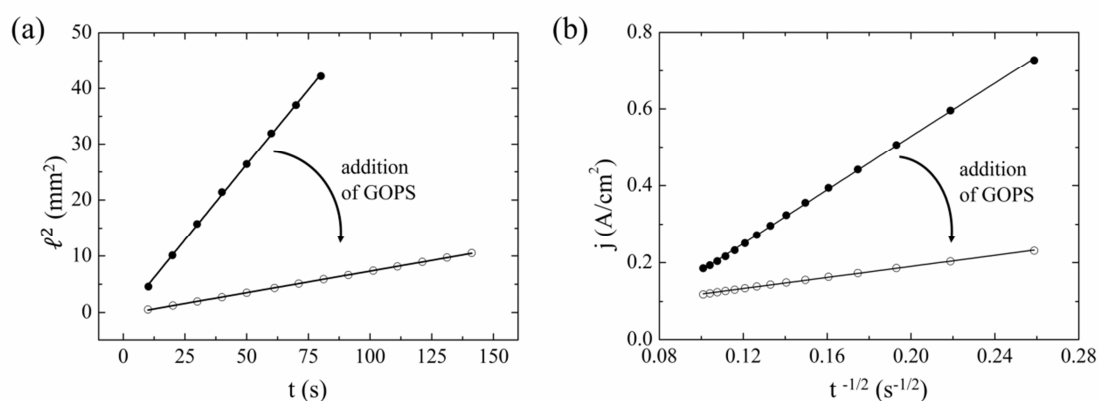 (a)
50
40
30
20
10
0
ℓ² (mm²)
addition
of GOPS
0
25
50
75
100
125
150
t (s)
(b)
0.8
0.6
0.4
0.2
0.0
j (A/cm²)
addition
of GOPS
0.08
0.12
0.16
0.20
0.24
0.28
t ⁻¹/² (s⁻¹/²)